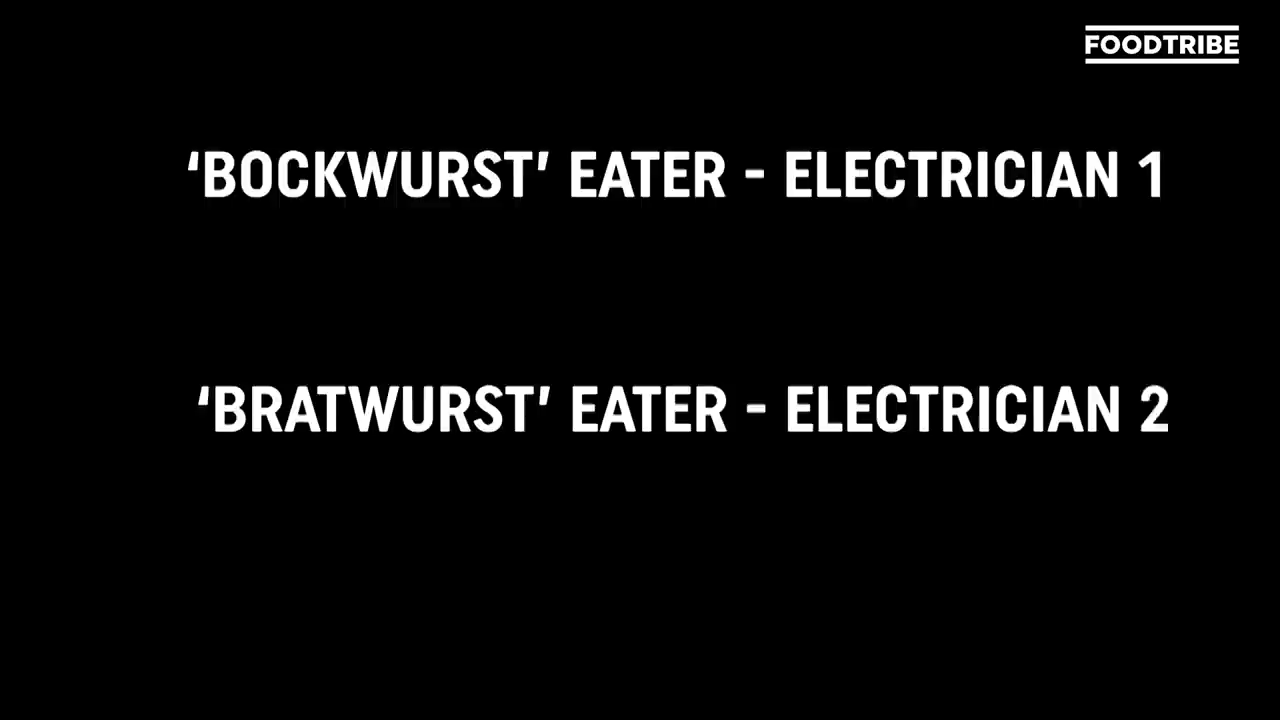 FOODTRIBE
‘BOCKWURST’ EATER - ELECTRICIAN 1
‘BRATWURST’ EATER - ELECTRICIAN 2